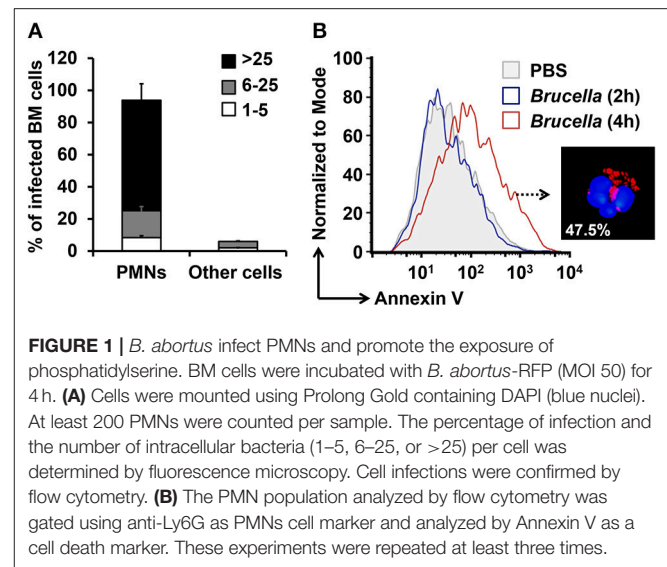 A
% of infected BM cells
120
100
80
60
40
20
0
>25
6-25
1-5
PMNs
Other cells
B
Normalized to Mode
100
80
60
40
20
0
PBS
Brucella (2h)
Brucella (4h)
47.5%
10¹ 10² 10³ 10⁴
Annexin V
FIGURE 1 | B. abortus infect PMNs and promote the exposure of
phosphatidylserine. BM cells were incubated with B. abortus-RFP (MOI 50) for
4 h. (A) Cells were mounted using Prolong Gold containing DAPI (blue nuclei).
At least 200 PMNs were counted per sample. The percentage of infection and
the number of intracellular bacteria (1–5, 6–25, or >25) per cell was
determined by fluorescence microscopy. Cell infections were confirmed by
flow cytometry. (B) The PMN population analyzed by flow cytometry was
gated using anti-Ly6G as PMNs cell marker and analyzed by Annexin V as a
cell death marker. These experiments were repeated at least three times.